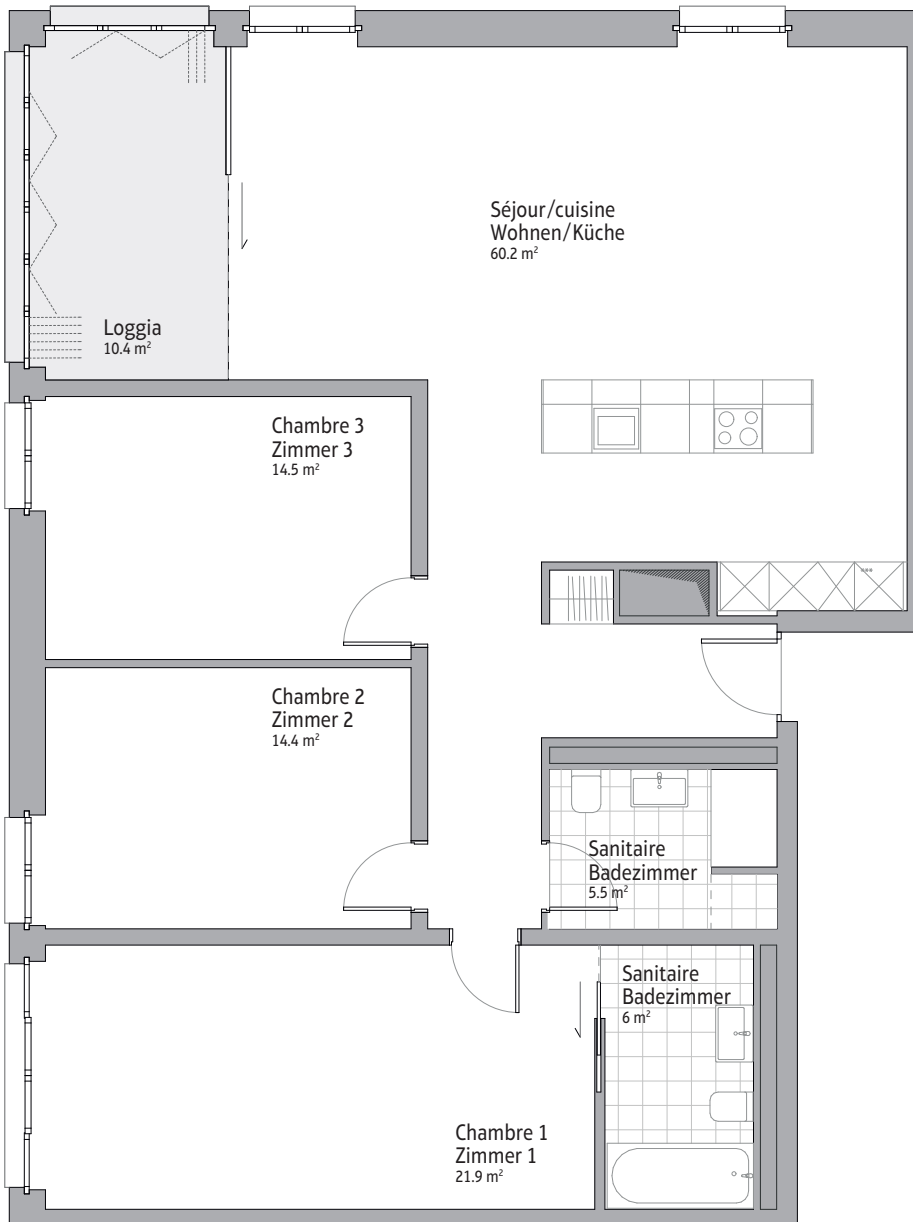 Séjour/cuisine
Wohnen/Küche
60.2 m²
Loggia
10.4 m²
Chambre 3
Zimmer 3
14.5 m²
Chambre 2
Zimmer 2
14.4 m²
Sanitaire
Badezimmer
5.5 m²
Sanitaire
Badezimmer
6 m²
Chambre 1
Zimmer 1
21.9 m²